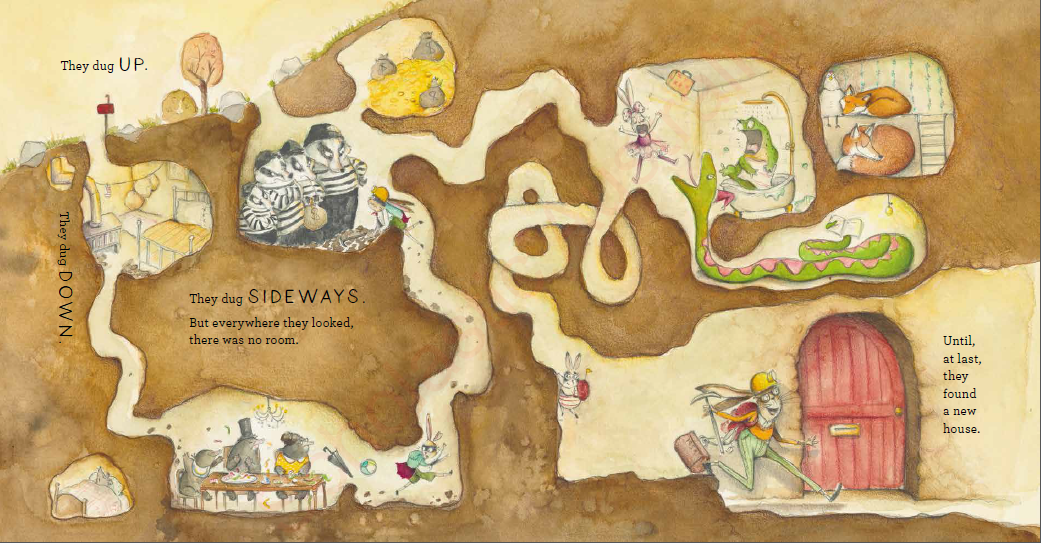 They dug UP.
They dug DOWN.
They dug SIDEWAYS.
But everywhere they looked,
there was no room.
Until,
at last,
they
found
a new
house.